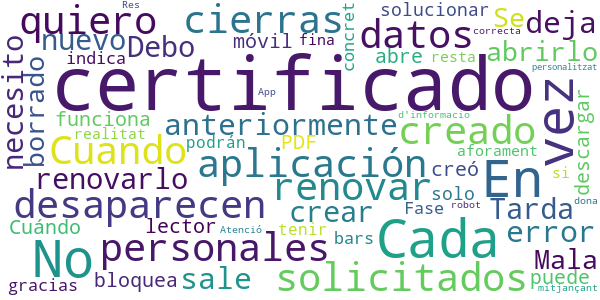 Res
quiero cierras solucionar Se deja
nuevo Debo móvil fina concret datos correcta
necesito indica abre resta abrirlo personalitzat
certificado
borrado App vez
funciona anteriormente d'informacio creado descargar
realitat podrán PDF
Cuando aplicación aforament
renovarlo renovar creó solo En si
desaparecen crear Fase robot Tarda dona
Cuándo lector Atenció tenir Cada error
No personales bars Mala
bloquea sale solicitados puede
gracias mitjançant